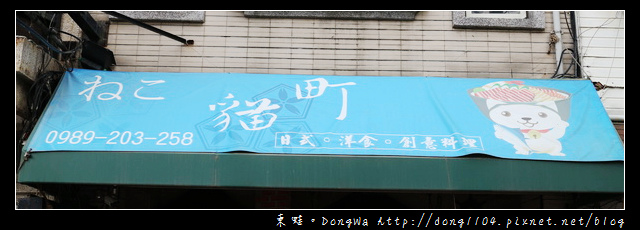 ねこ
貓町
0989-203-258
日式。洋食。創意料理
東畦。DongWa http://dong1104.pixnet.net/blog